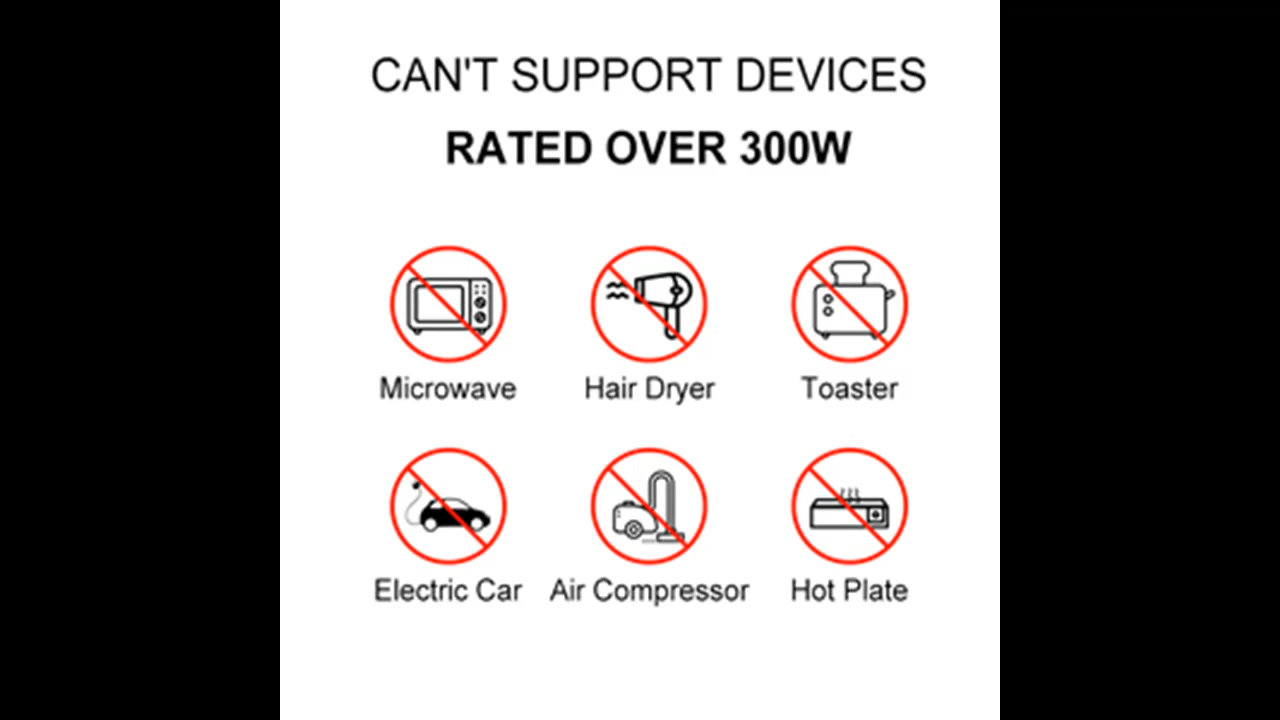 CAN'T SUPPORT DEVICES
RATED OVER 300W
Microwave
Hair Dryer
Toaster
Electric Car
Air Compressor
Hot Plate